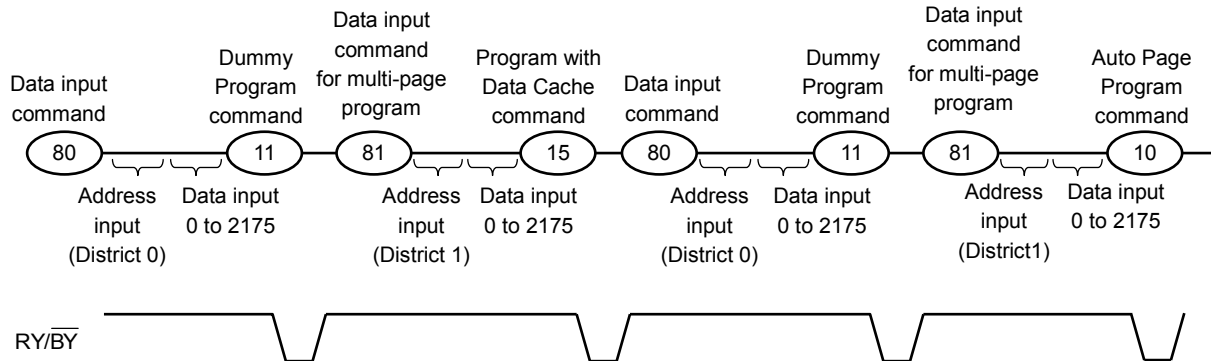 Data input
command
Dummy
Program
command
Data input
command
for multi-page
program
Program with
Data Cache
command
Data input
command
Dummy
Program
command
Data input
command
for multi-page
program
Auto Page
Program
command
80
11
81
15
80
11
81
10
Address
input
(District 0)
Data input
0 to 2175
Address
input
(District 1)
Data input
0 to 2175
Address
input
(District 0)
Data input
0 to 2175
Address
input
(District1)
Data input
0 to 2175
RY/B̅Y̅